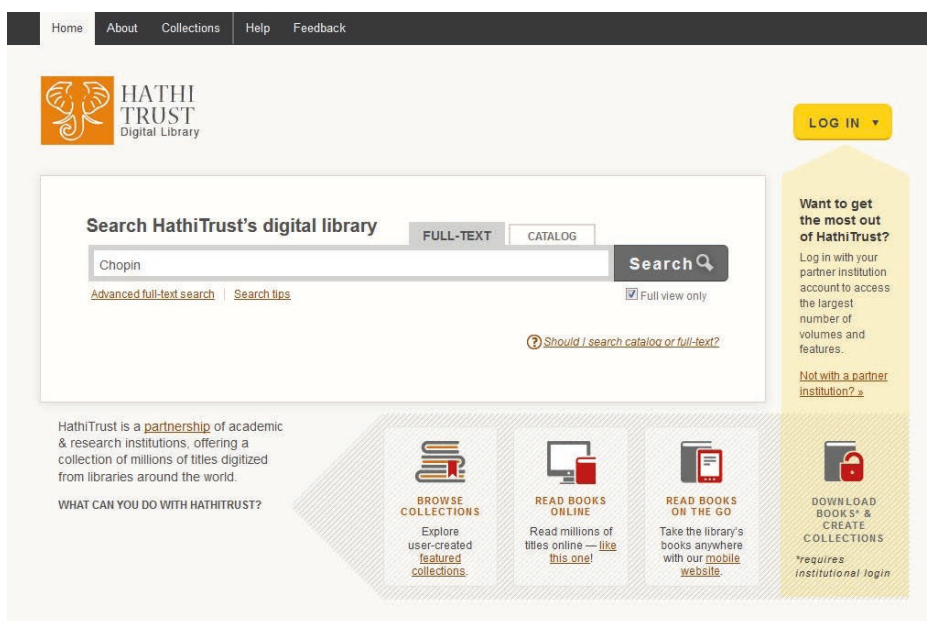 Home About Collections Help Feedback
HATHI
TRUST
Digital Library
LOG IN ▾
Search HathiTrust's digital library
FULL-TEXT CATALOG
Chopin
Search
Advanced full-text search Search tips
Full view only
? Should I search catalog or full-text?
Want to get
the most out
of HathiTrust?
Log in with your
partner institution
account to access
the largest
number of
volumes and
features.
Not with a partner
institution? »
HathiTrust is a partnership of academic
& research institutions, offering a
collection of millions of titles digitized
from libraries around the world.
WHAT CAN YOU DO WITH HATHITRUST?
BROWSE
COLLECTIONS
Explore
user-created
featured
collections.
READ BOOKS
ONLINE
Read millions of
titles online — like
this one!
READ BOOKS
ON THE GO
Take the library's
books anywhere
with our mobile
website.
DOWNLOAD
BOOKS* &
CREATE
COLLECTIONS
*requires
institutional login